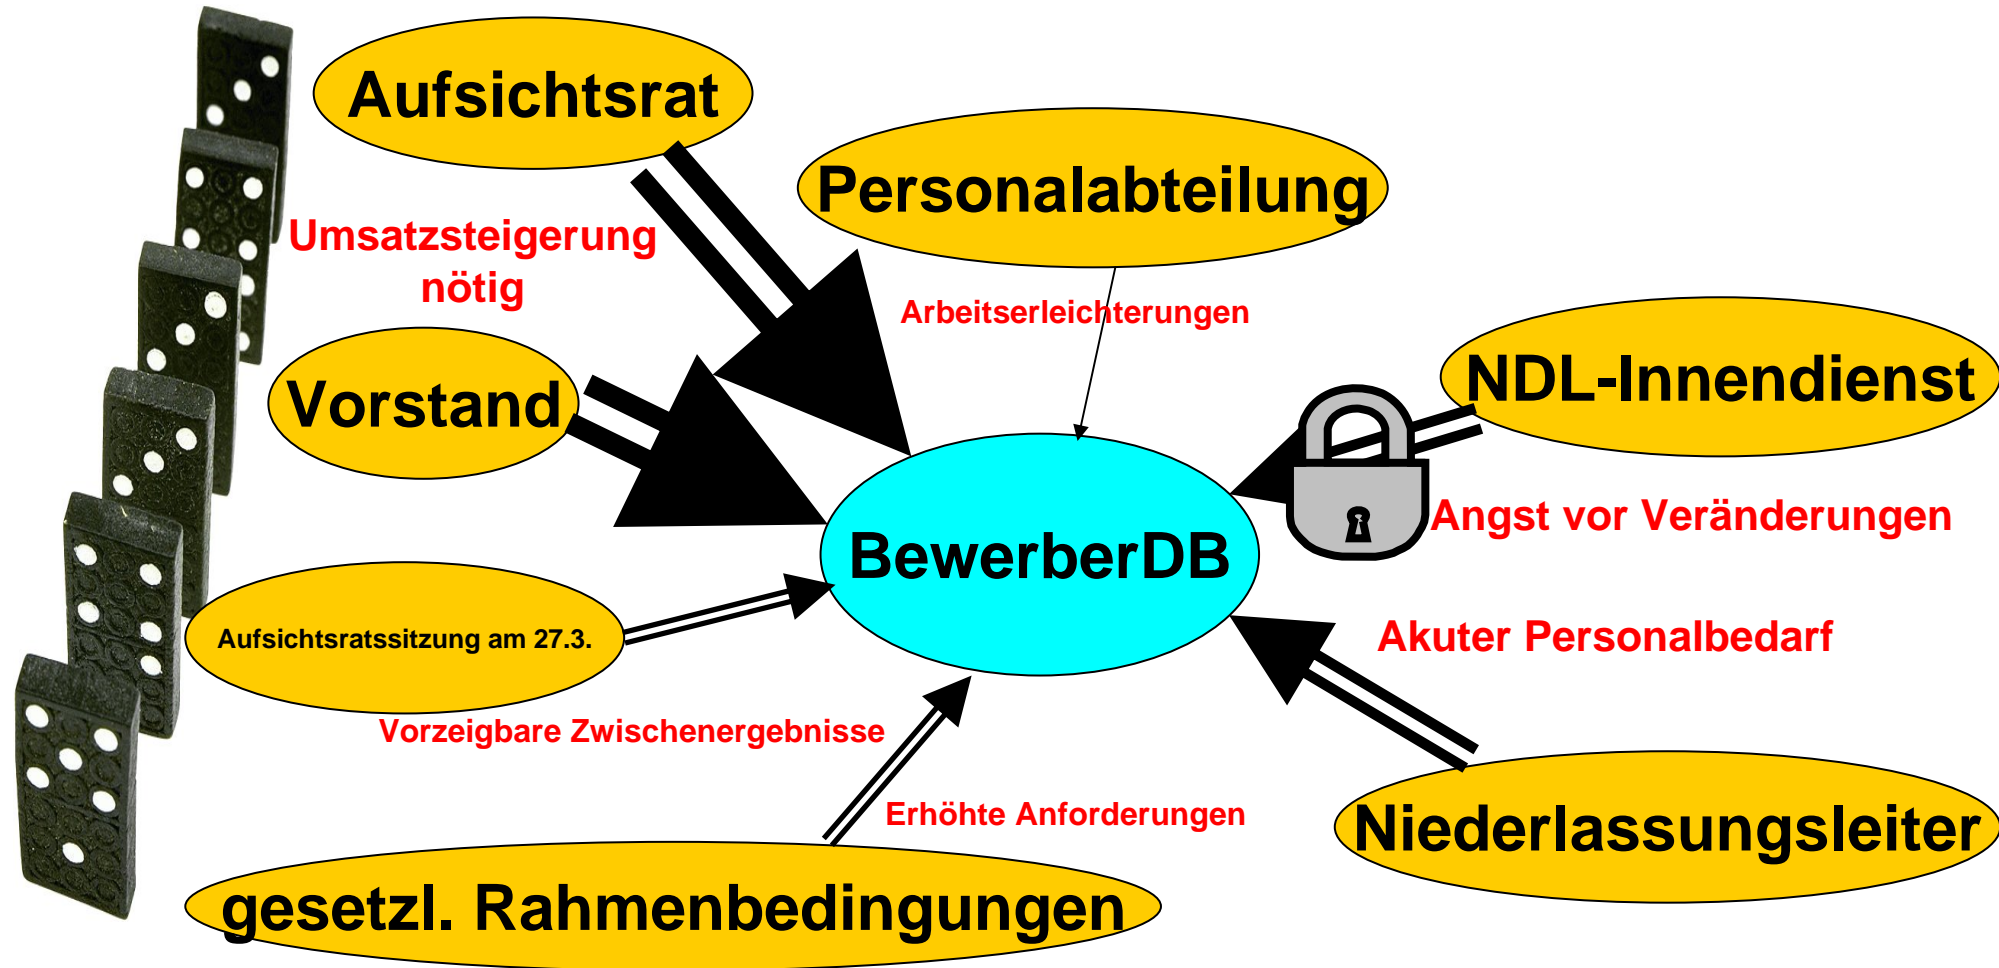 Aufsichtsrat
Personalabteilung
Umsatzsteigerung
nötig
Arbeitserleichterungen
Vorstand
NDL-Innendienst
Angst vor Veränderungen
BewerberDB
Aufsichtsratssitzung am 27.3.
Akuter Personalbedarf
Vorzeigbare Zwischenergebnisse
Erhöhte Anforderungen
Niederlassungsleiter
gesetzl. Rahmenbedingungen